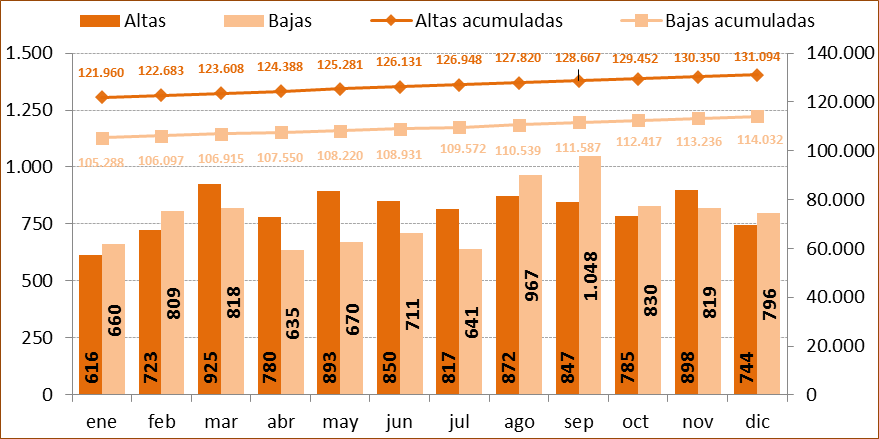 Altas Bajas Altas acumuladas Bajas acumuladas
1.500 140.000
121.960 122.683 123.608 124.388 125.281 126.131 126.948 127.820 128.667 129.452 130.350 131.094
1.250 120.000
105.288 106.097 106.915 107.550 108.220 108.931 109.572 110.539 111.587 112.417 113.236 114.032
1.000 100.000
80.000
750
60.000
500
40.000
250
20.000
616 660 723 809 925 818 780 635 893 670 850 711 817 641 872 967 847 1.048 785 830 898 819 744 796
0 0
ene feb mar abr may jun jul ago sep oct nov dic